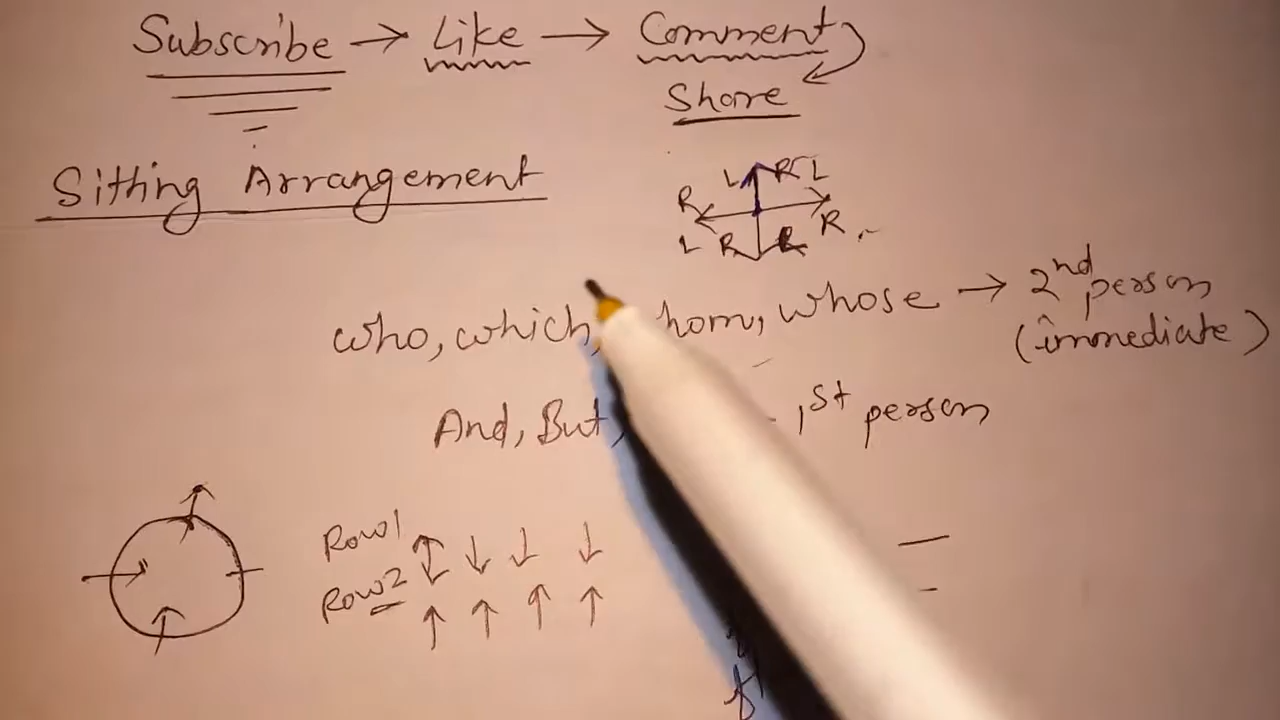 Subscribe → Like → Comment
Share
Sitting Arrangement
L R L
R
L R L R
who, which, whom, whose → 2nd person
(immediate)
And, But, 1st person
Row1
Row2